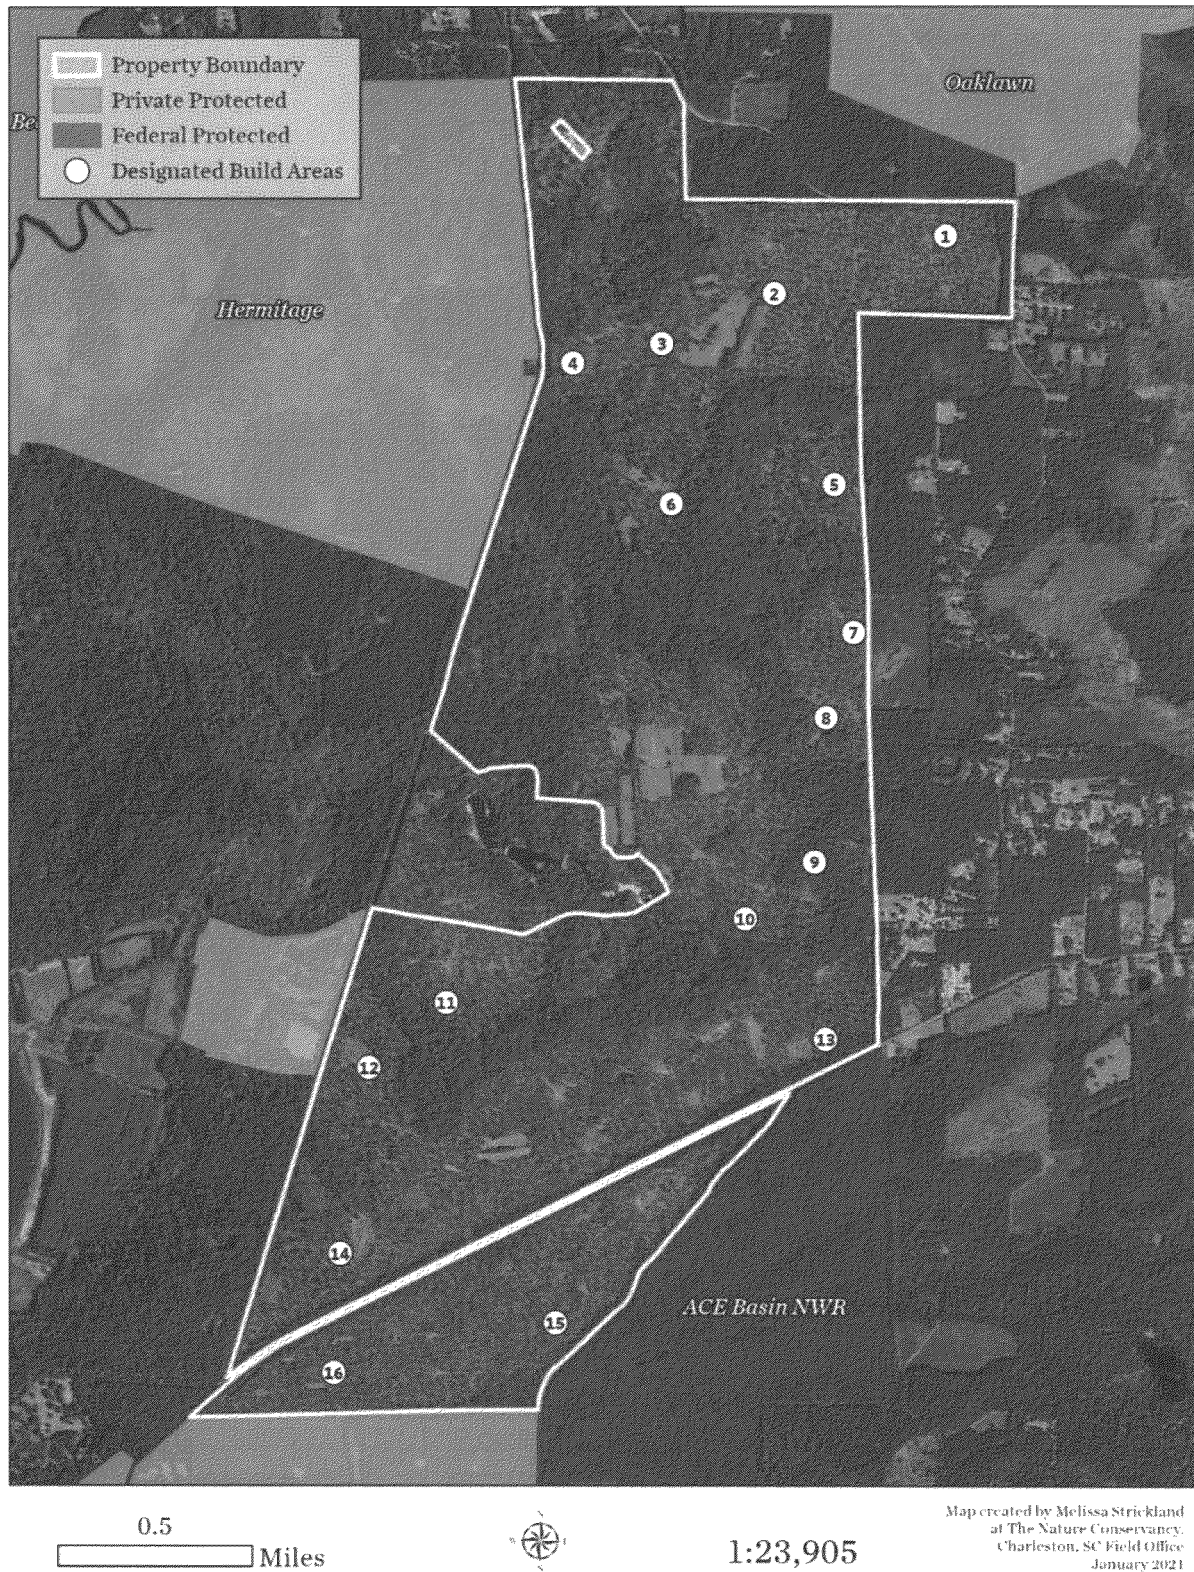 Property Boundary
Private Protected
Federal Protected
Designated Build Areas
Oaklawn
Be
Hermitage
1
2
3
4
5
6
7
8
9
10
11
12
13
14
15
16
ACE Basin NWR
0.5
Miles
1:23,905
Map created by Melissa Strickland
at The Nature Conservancy,
Charleston, SC Field Office
January 2021